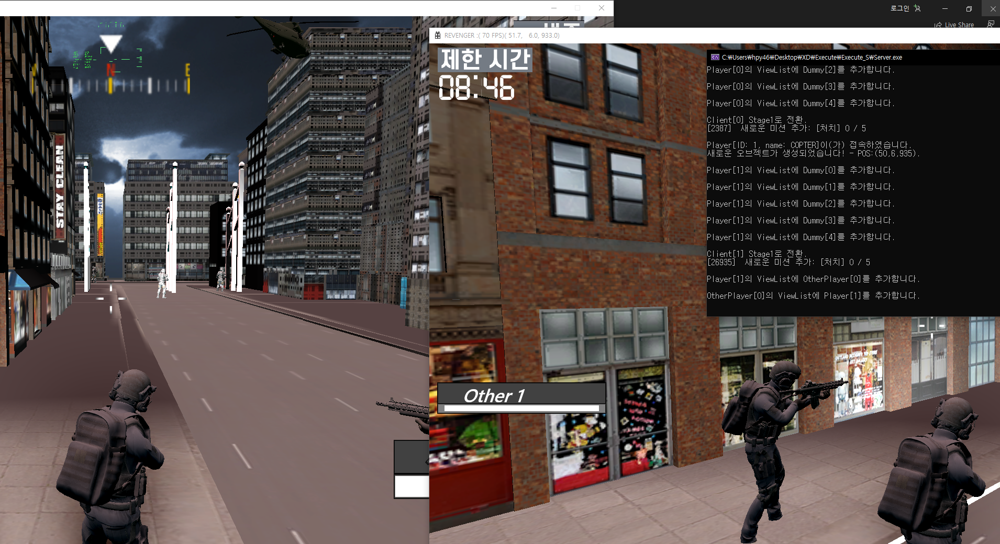 로그인
Live Share
REVENGER :( 70 FPS)( 51.7,   6.0, 933.0)
제한 시간
08:46
N
E
STAY CLEAN
SALE
Other 1
C:₩Users₩hpy46₩Desktop₩XD₩Execute₩Execute_S₩Server.exe
Player[0]의 ViewList에 Dummy[2]를 추가합니다.
Player[0]의 ViewList에 Dummy[3]를 추가합니다.
Player[0]의 ViewList에 Dummy[4]를 추가합니다.
Client[0] Stage1로 전환.
[2387]  새로운 미션 추가: [처치] 0 / 5
Player[ID: 1, name: COPTER]이(가) 접속하였습니다.
새로운 오브젝트가 생성되었습니다! - POS:(50,6,935).
Player[1]의 ViewList에 Dummy[0]를 추가합니다.
Player[1]의 ViewList에 Dummy[1]를 추가합니다.
Player[1]의 ViewList에 Dummy[2]를 추가합니다.
Player[1]의 ViewList에 Dummy[3]를 추가합니다.
Player[1]의 ViewList에 Dummy[4]를 추가합니다.
Client[1] Stage1로 전환.
[26935]  새로운 미션 추가: [처치] 0 / 5
Player[1]의 ViewList에 OtherPlayer[0]를 추가합니다.
OtherPlayer[0]의 ViewList에 Player[1]를 추가합니다.